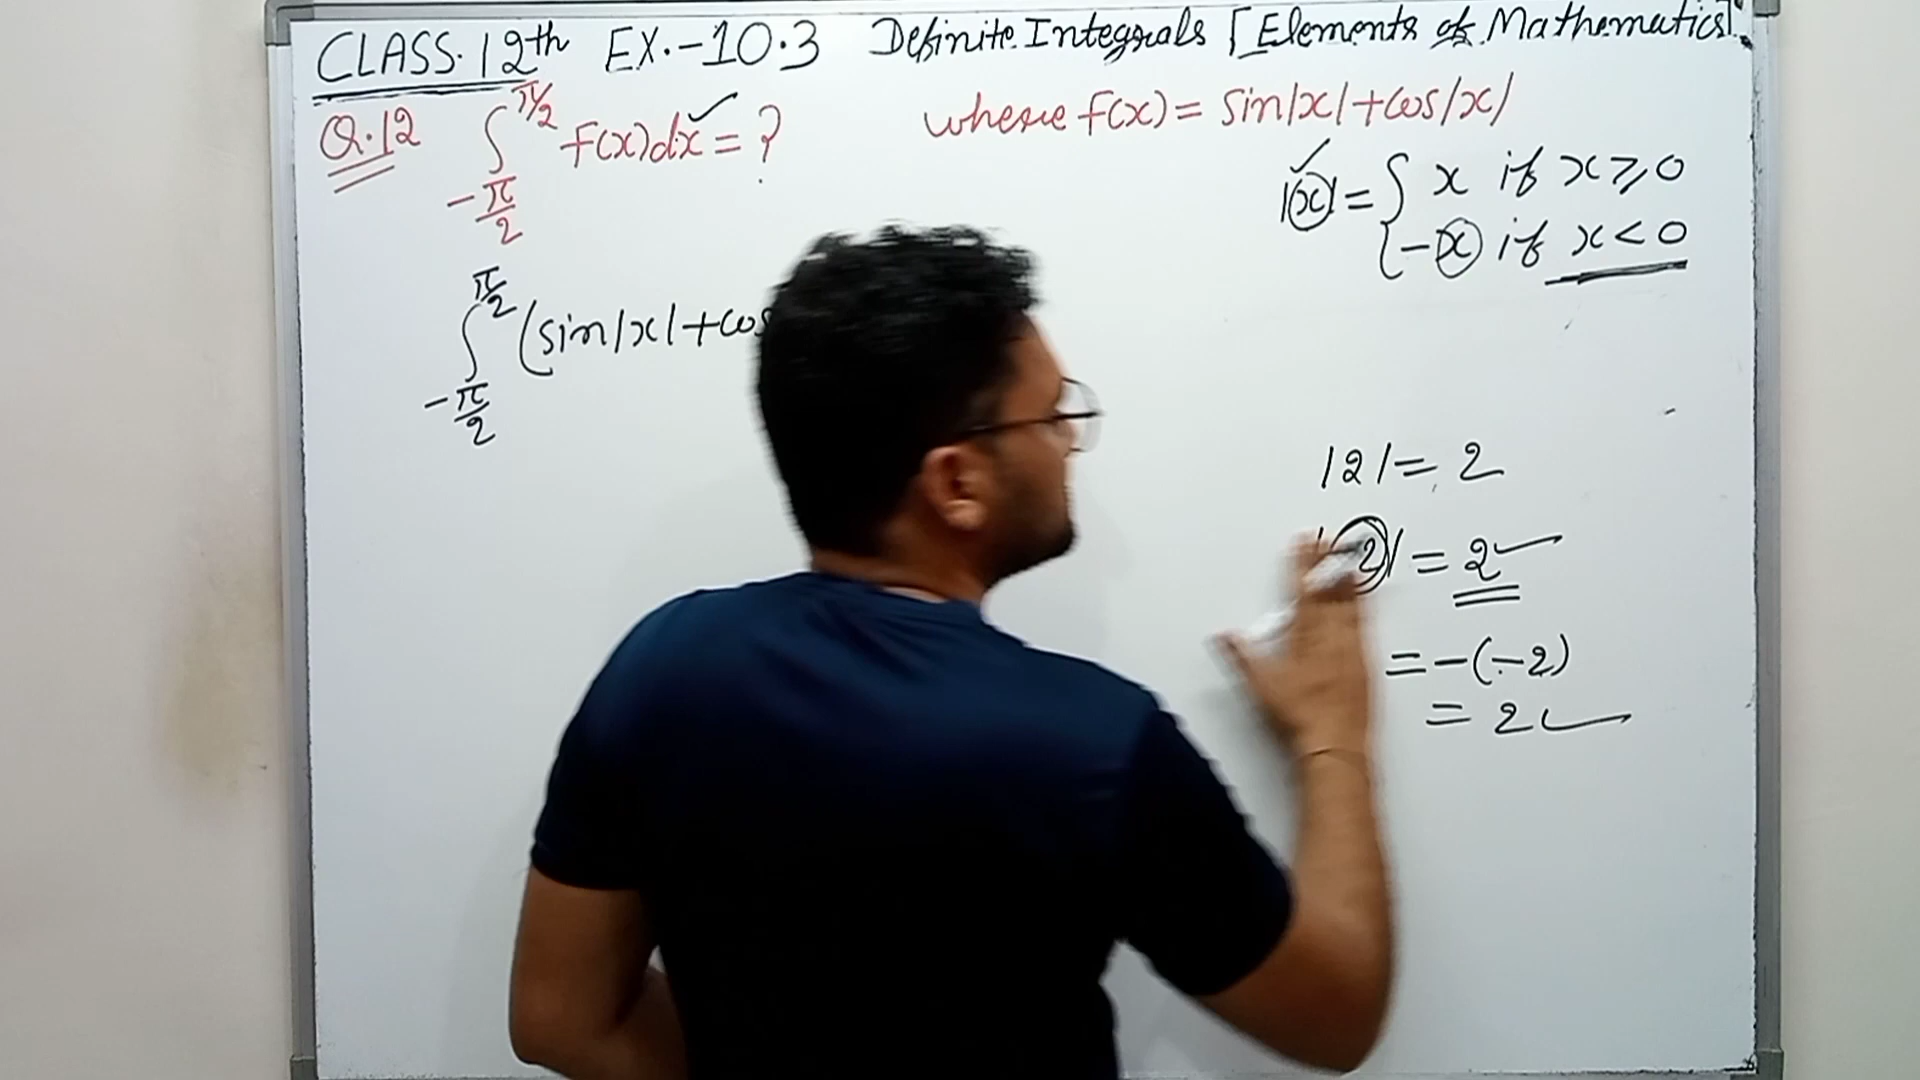 CLASS. 12th EX.-10.3 Definite Integrals [Elements of Mathematics]
Q.12 ∫_{-π/2}^{π/2} f(x)dx = ? where f(x) = sin|x|+cos|x|
|x| = { x if x ≥ 0
-x if x < 0
∫_{-π/2}^{π/2} (sin|x|+cos
|2| = 2
|-2| = 2
= -(-2)
= 2